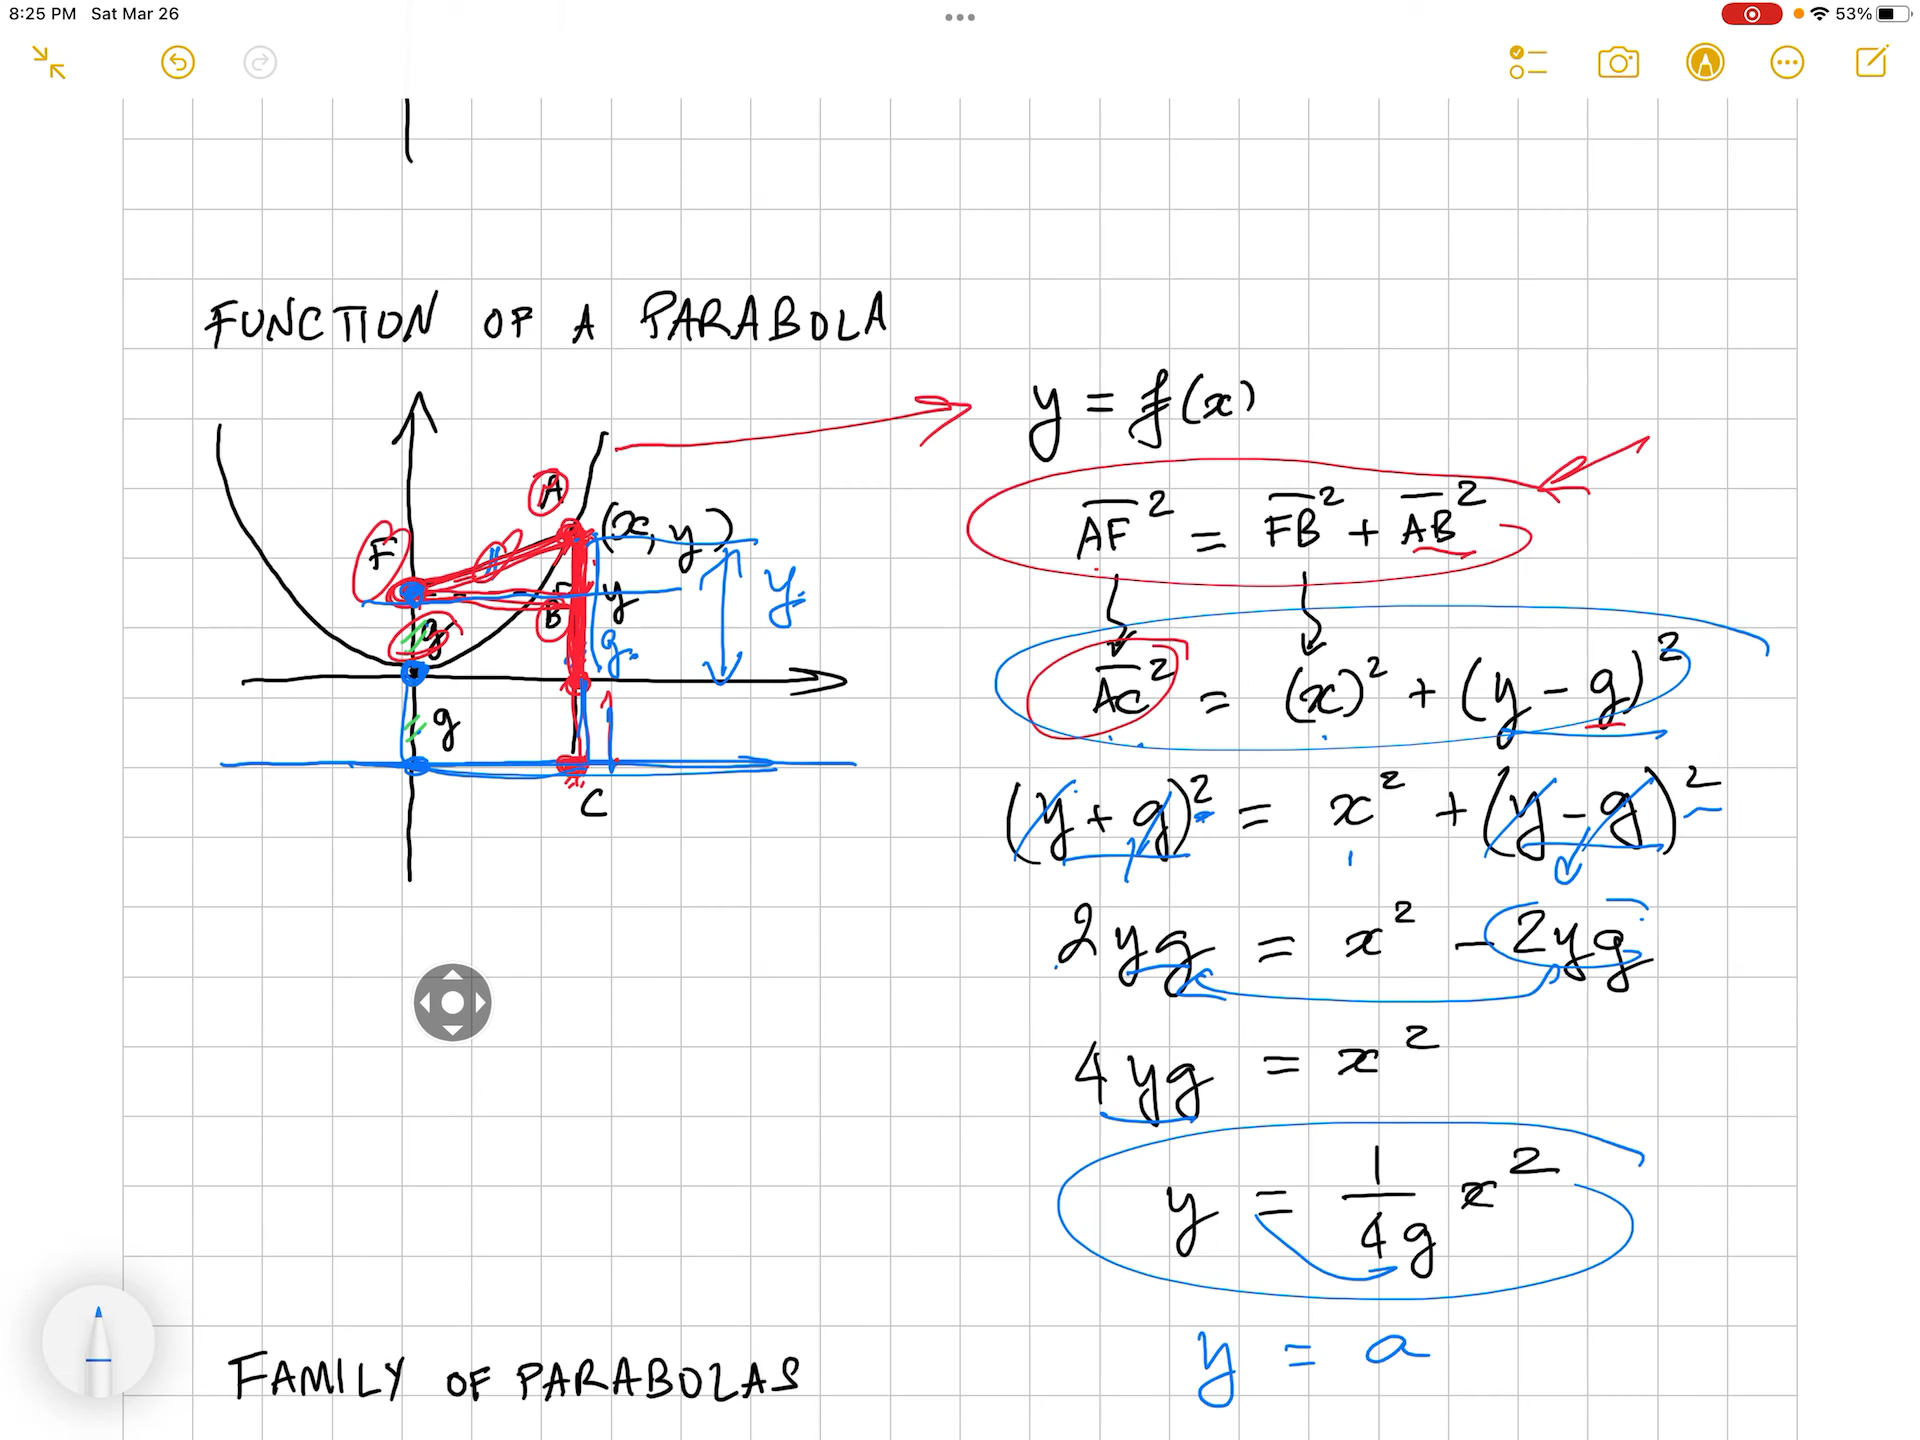 8:25 PM Sat Mar 26
53%
FUNCTION OF A PARABOLA
A
(x, y)
F
B
y
y
g
g
g
C
y = f(x)
AF² = FB² + AB²
AC² = (x)² + (y - g)²
(y + g)² = x² + (y - g)²
2yg = x² - 2yg
4yg = x²
y = 1/4g x²
y = a
FAMILY OF PARABOLAS